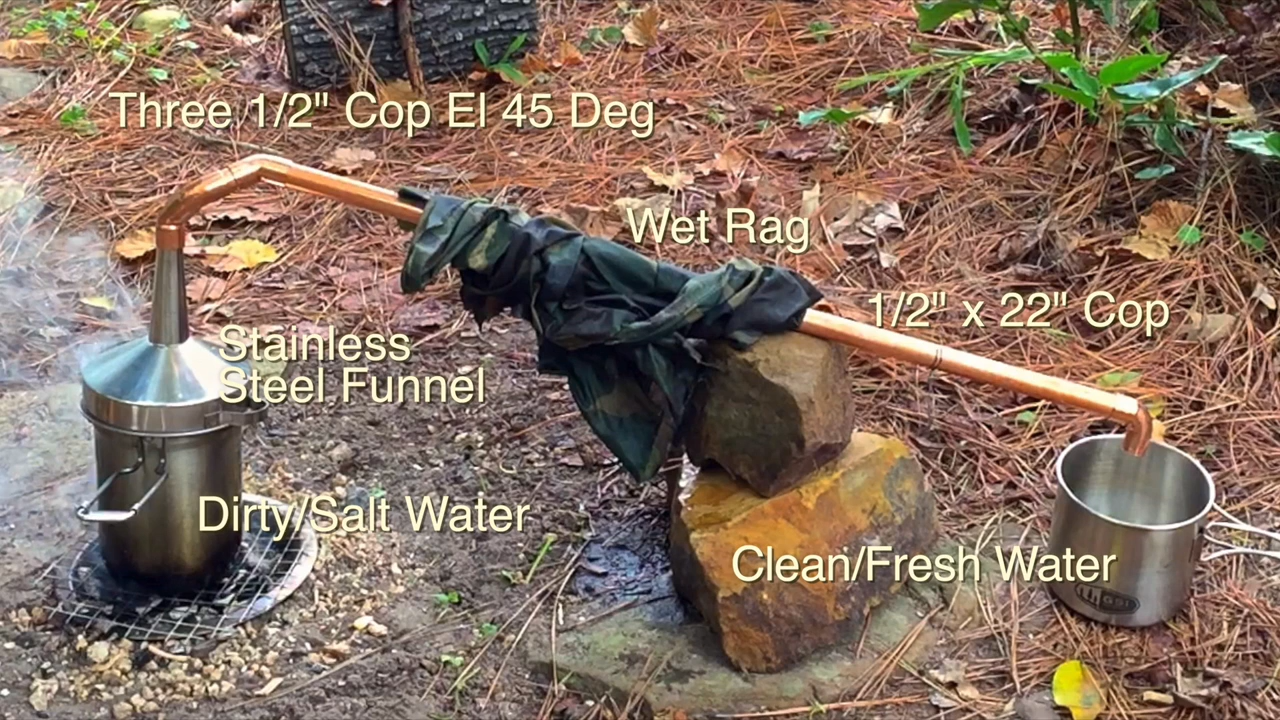 Three 1/2" Cop El 45 Deg
Wet Rag
1/2" x 22" Cop
Stainless
Steel Funnel
Dirty/Salt Water
Clean/Fresh Water
GSI